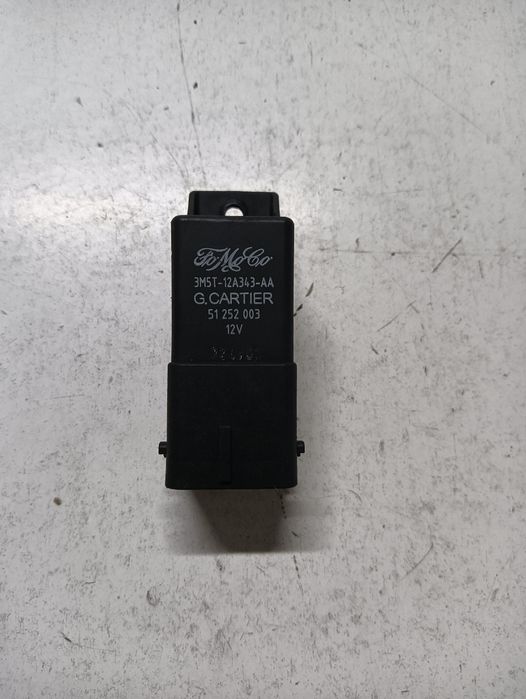 FoMoCo
3M5T-12A343-AA
G.CARTIER
51 252 003
12V